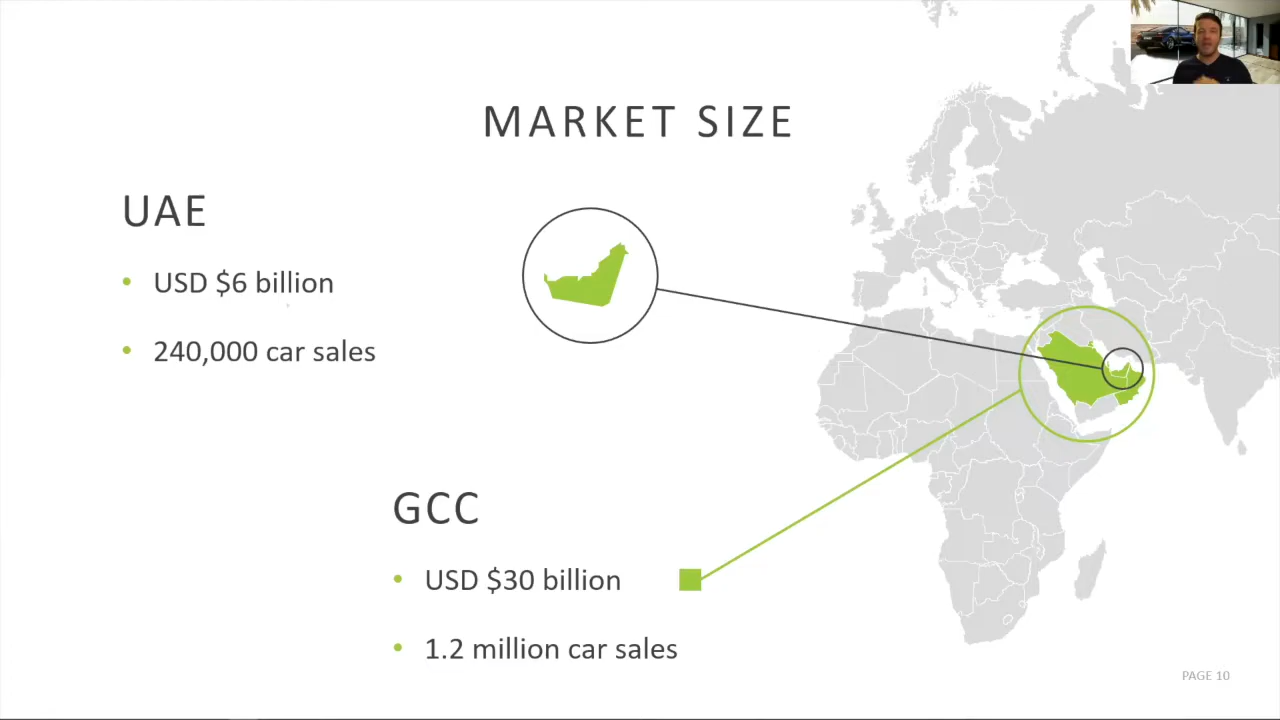 MARKET SIZE
UAE
• USD $6 billion
• 240,000 car sales
GCC
• USD $30 billion
• 1.2 million car sales
PAGE 10